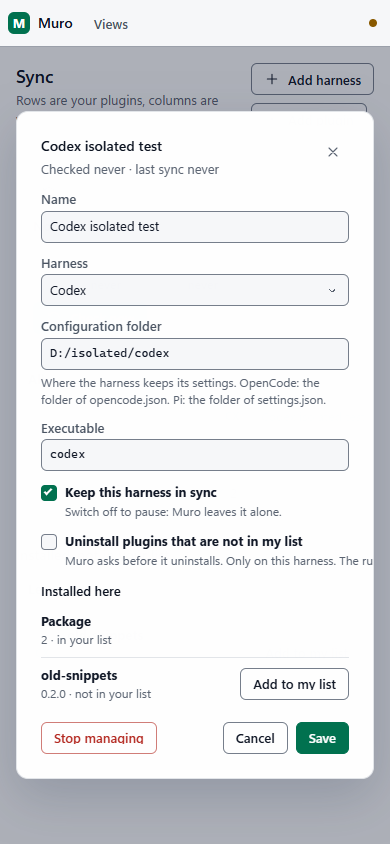 M Muro Views
Sync
Add harness
Rows are your plugins, columns are
Codex isolated test
Checked never · last sync never
Name
Codex isolated test
Harness
Codex
Configuration folder
D:/isolated/codex
Where the harness keeps its settings. OpenCode: the
folder of opencode.json. Pi: the folder of settings.json.
Executable
codex
Keep this harness in sync
Switch off to pause: Muro leaves it alone.
Uninstall plugins that are not in my list
Muro asks before it uninstalls. Only on this harness. The ru
Installed here
Package
2 · in your list
old-snippets
0.2.0 · not in your list
Add to my list
Stop managing
Cancel
Save